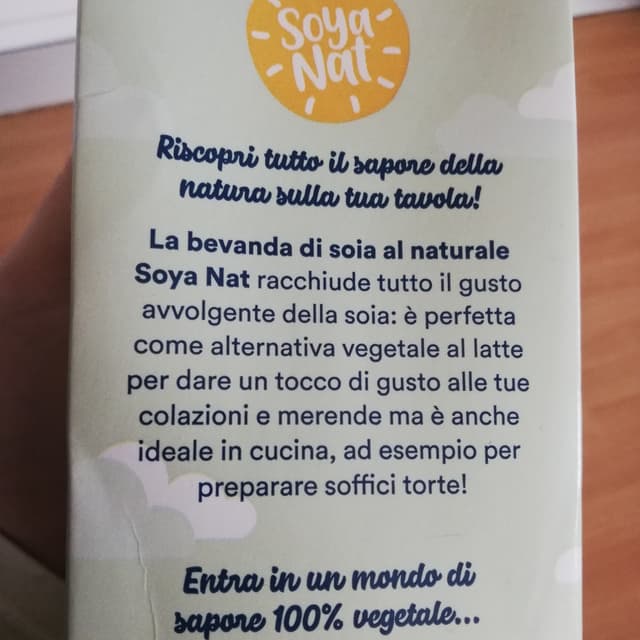 Soya
Nat
Riscopri tutto il sapore della
natura sulla tua tavola!
La bevanda di soia al naturale
Soya Nat racchiude tutto il gusto
avvolgente della soia: è perfetta
come alternativa vegetale al latte
per dare un tocco di gusto alle tue
colazioni e merende ma è anche
ideale in cucina, ad esempio per
preparare soffici torte!
Entra in un mondo di
sapore 100% vegetale...